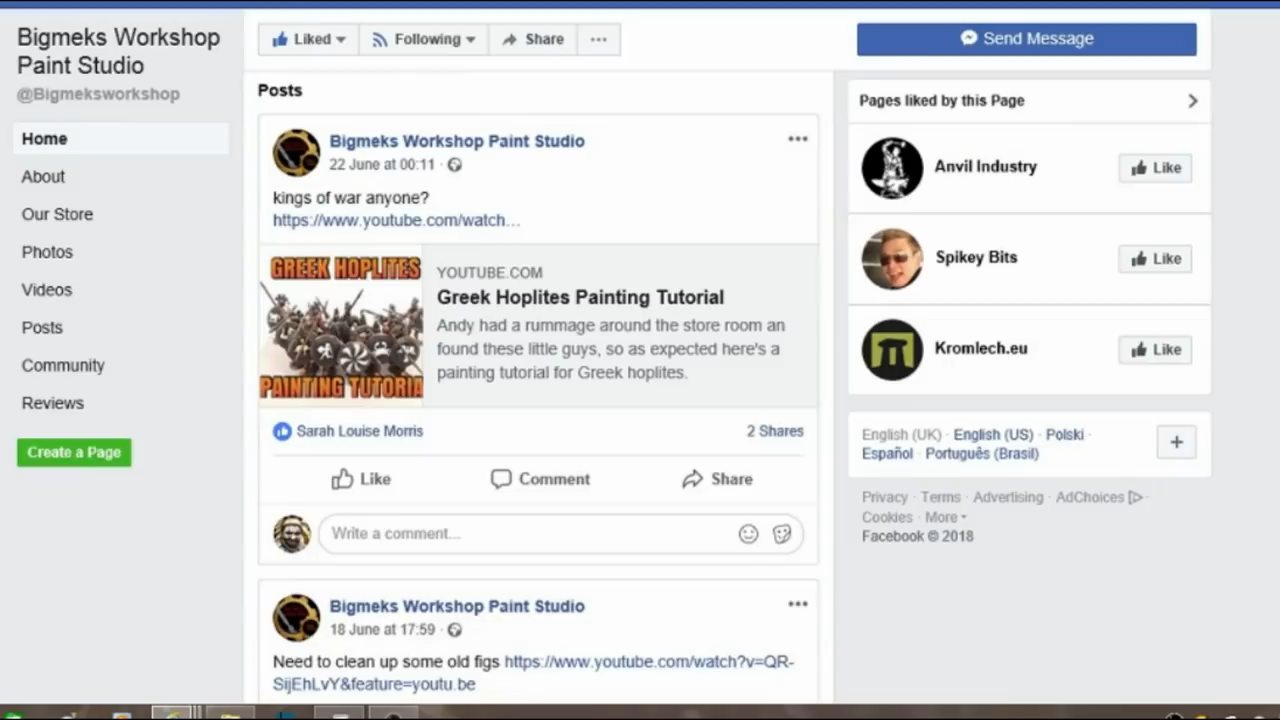 Bigmeks Workshop
Paint Studio
@Bigmeksworkshop
Home
About
Our Store
Photos
Videos
Posts
Community
Reviews
Create a Page
Liked
Following
Share
Send Message
Posts
Bigmeks Workshop Paint Studio
22 June at 00:11 ·
kings of war anyone?
https://www.youtube.com/watch...
GREEK HOPLITES
PAINTING TUTORIA
YOUTUBE.COM
Greek Hoplites Painting Tutorial
Andy had a rummage around the store room an
found these little guys, so as expected here's a
painting tutorial for Greek hoplites.
Sarah Louise Morris
2 Shares
Like
Comment
Share
Write a comment...
Bigmeks Workshop Paint Studio
18 June at 17:59 ·
Need to clean up some old figs https://www.youtube.com/watch?v=QR-
SijEhLvY&feature=youtu.be
Pages liked by this Page
Anvil Industry
Like
Spikey Bits
Like
Kromlech.eu
Like
English (UK) · English (US) · Polski ·
Español · Português (Brasil)
Privacy · Terms · Advertising · AdChoices ·
Cookies · More
Facebook © 2018